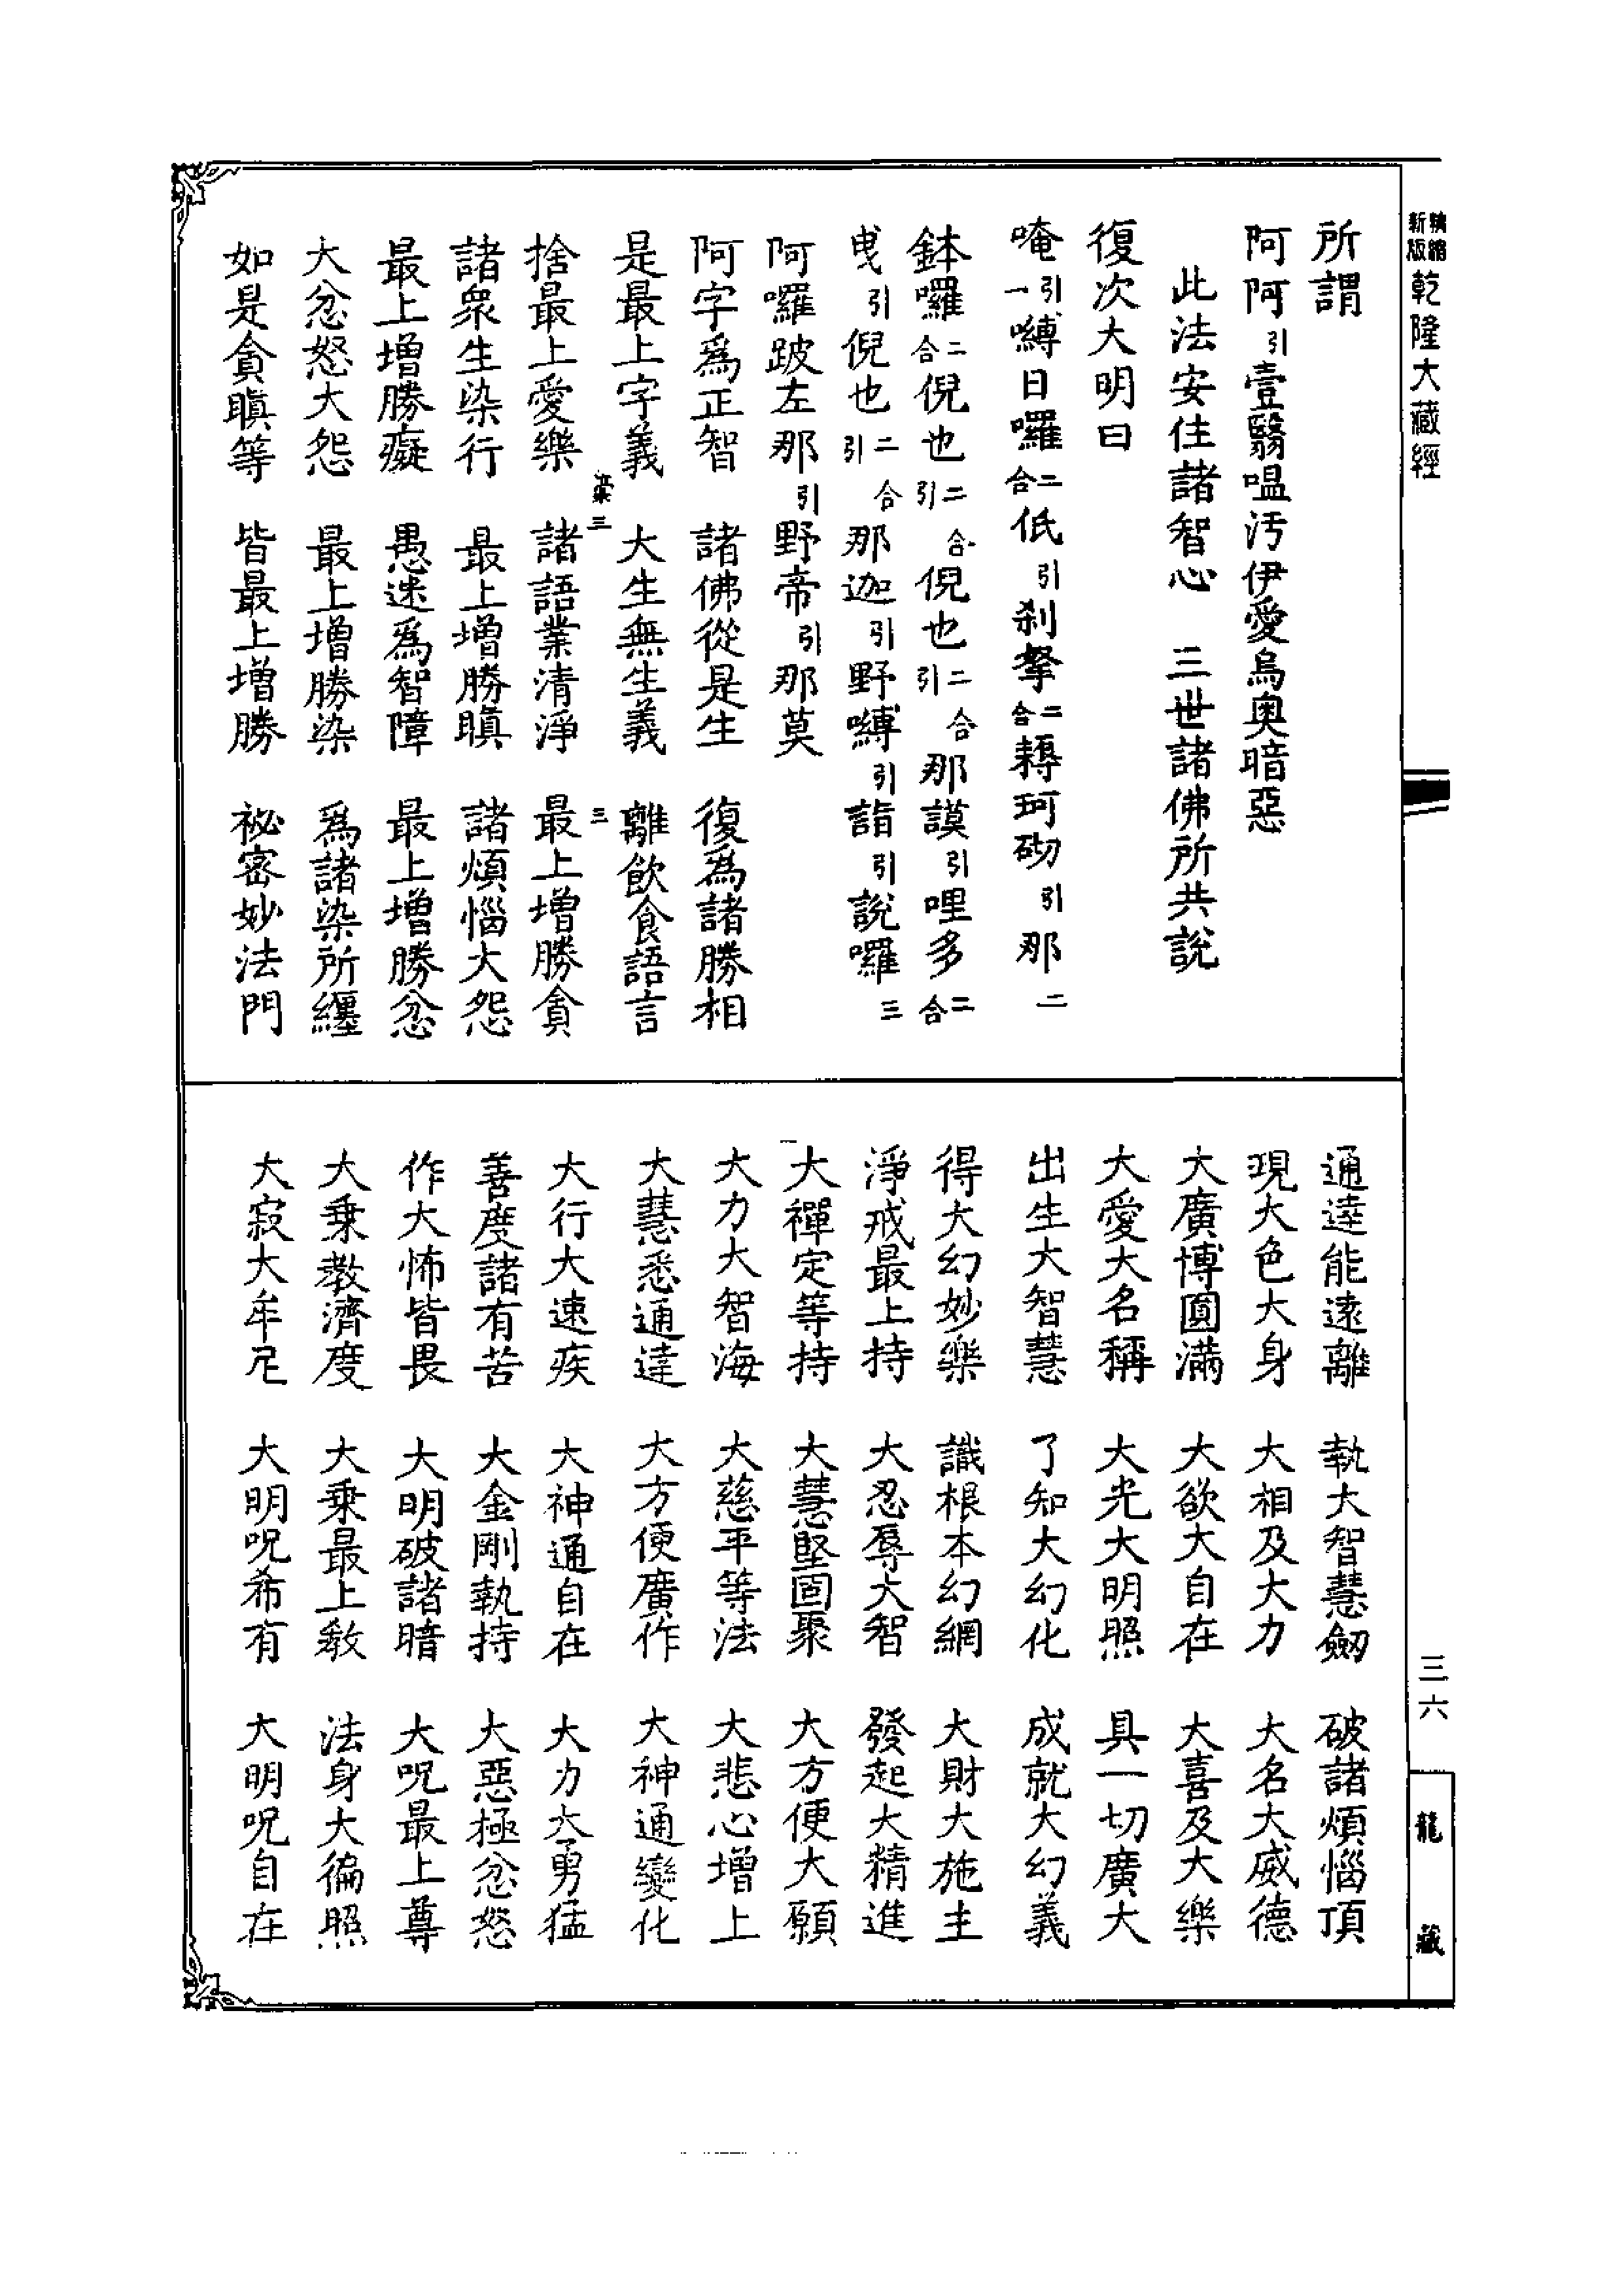 新版 精縮 乾隆大藏經
所謂
阿阿引壹翳嗢汚伊愛烏奧暗惡
此法安住諸智心 三世諸佛所共說
復次大明曰
唵引一嚩日囉二合低引剎拏二合耨珂砌引那二
鉢囉二合倪也二合引倪也二合引那謨引哩多二合
曵引倪也二合引那迦引野嚩引詣引說囉三
阿囉跛左那引野帝引那莫
阿字爲正智 諸佛從是生 復爲諸勝相
是最上字義 大生無生義 離飲食語言
三 三
捨最上愛樂 諸語業清淨 最上增勝貪
諸衆生染行 最上增勝瞋 諸煩惱大怨
最上增勝癡 愚迷爲智障 最上增勝忿
大忿怒大怨 最上增勝染 爲諸染所纏
如是貪瞋等 皆最上增勝 祕密妙法門
通達能遠離 執大智慧劒 破諸煩惱頂
現大色大身 大相及大力 大名大威德
大廣博圓滿 大欲大自在 大喜及大樂
大愛大名稱 大光大明照 具一切廣大
出生大智慧 了知大幻化 成就大幻義
得大幻妙樂 識根本幻網 大財大施主
淨戒最上持 大忍辱大智 發起大精進
大禪定等持 大慧堅固聚 大方便大願
大力大智海 大慈平等法 大悲心增上
大慧悉通達 大方便廣作 大神通變化
大行大速疾 大神通自在 大力大勇猛
善度諸有苦 大金剛執持 大惡極忿怒
作大怖皆畏 大明破諸暗 大呪最上尊
大乘教濟度 大乘最上教 法身大徧照
大寂大牟尼 大明呪希有 大明呪自在
三六
龍藏